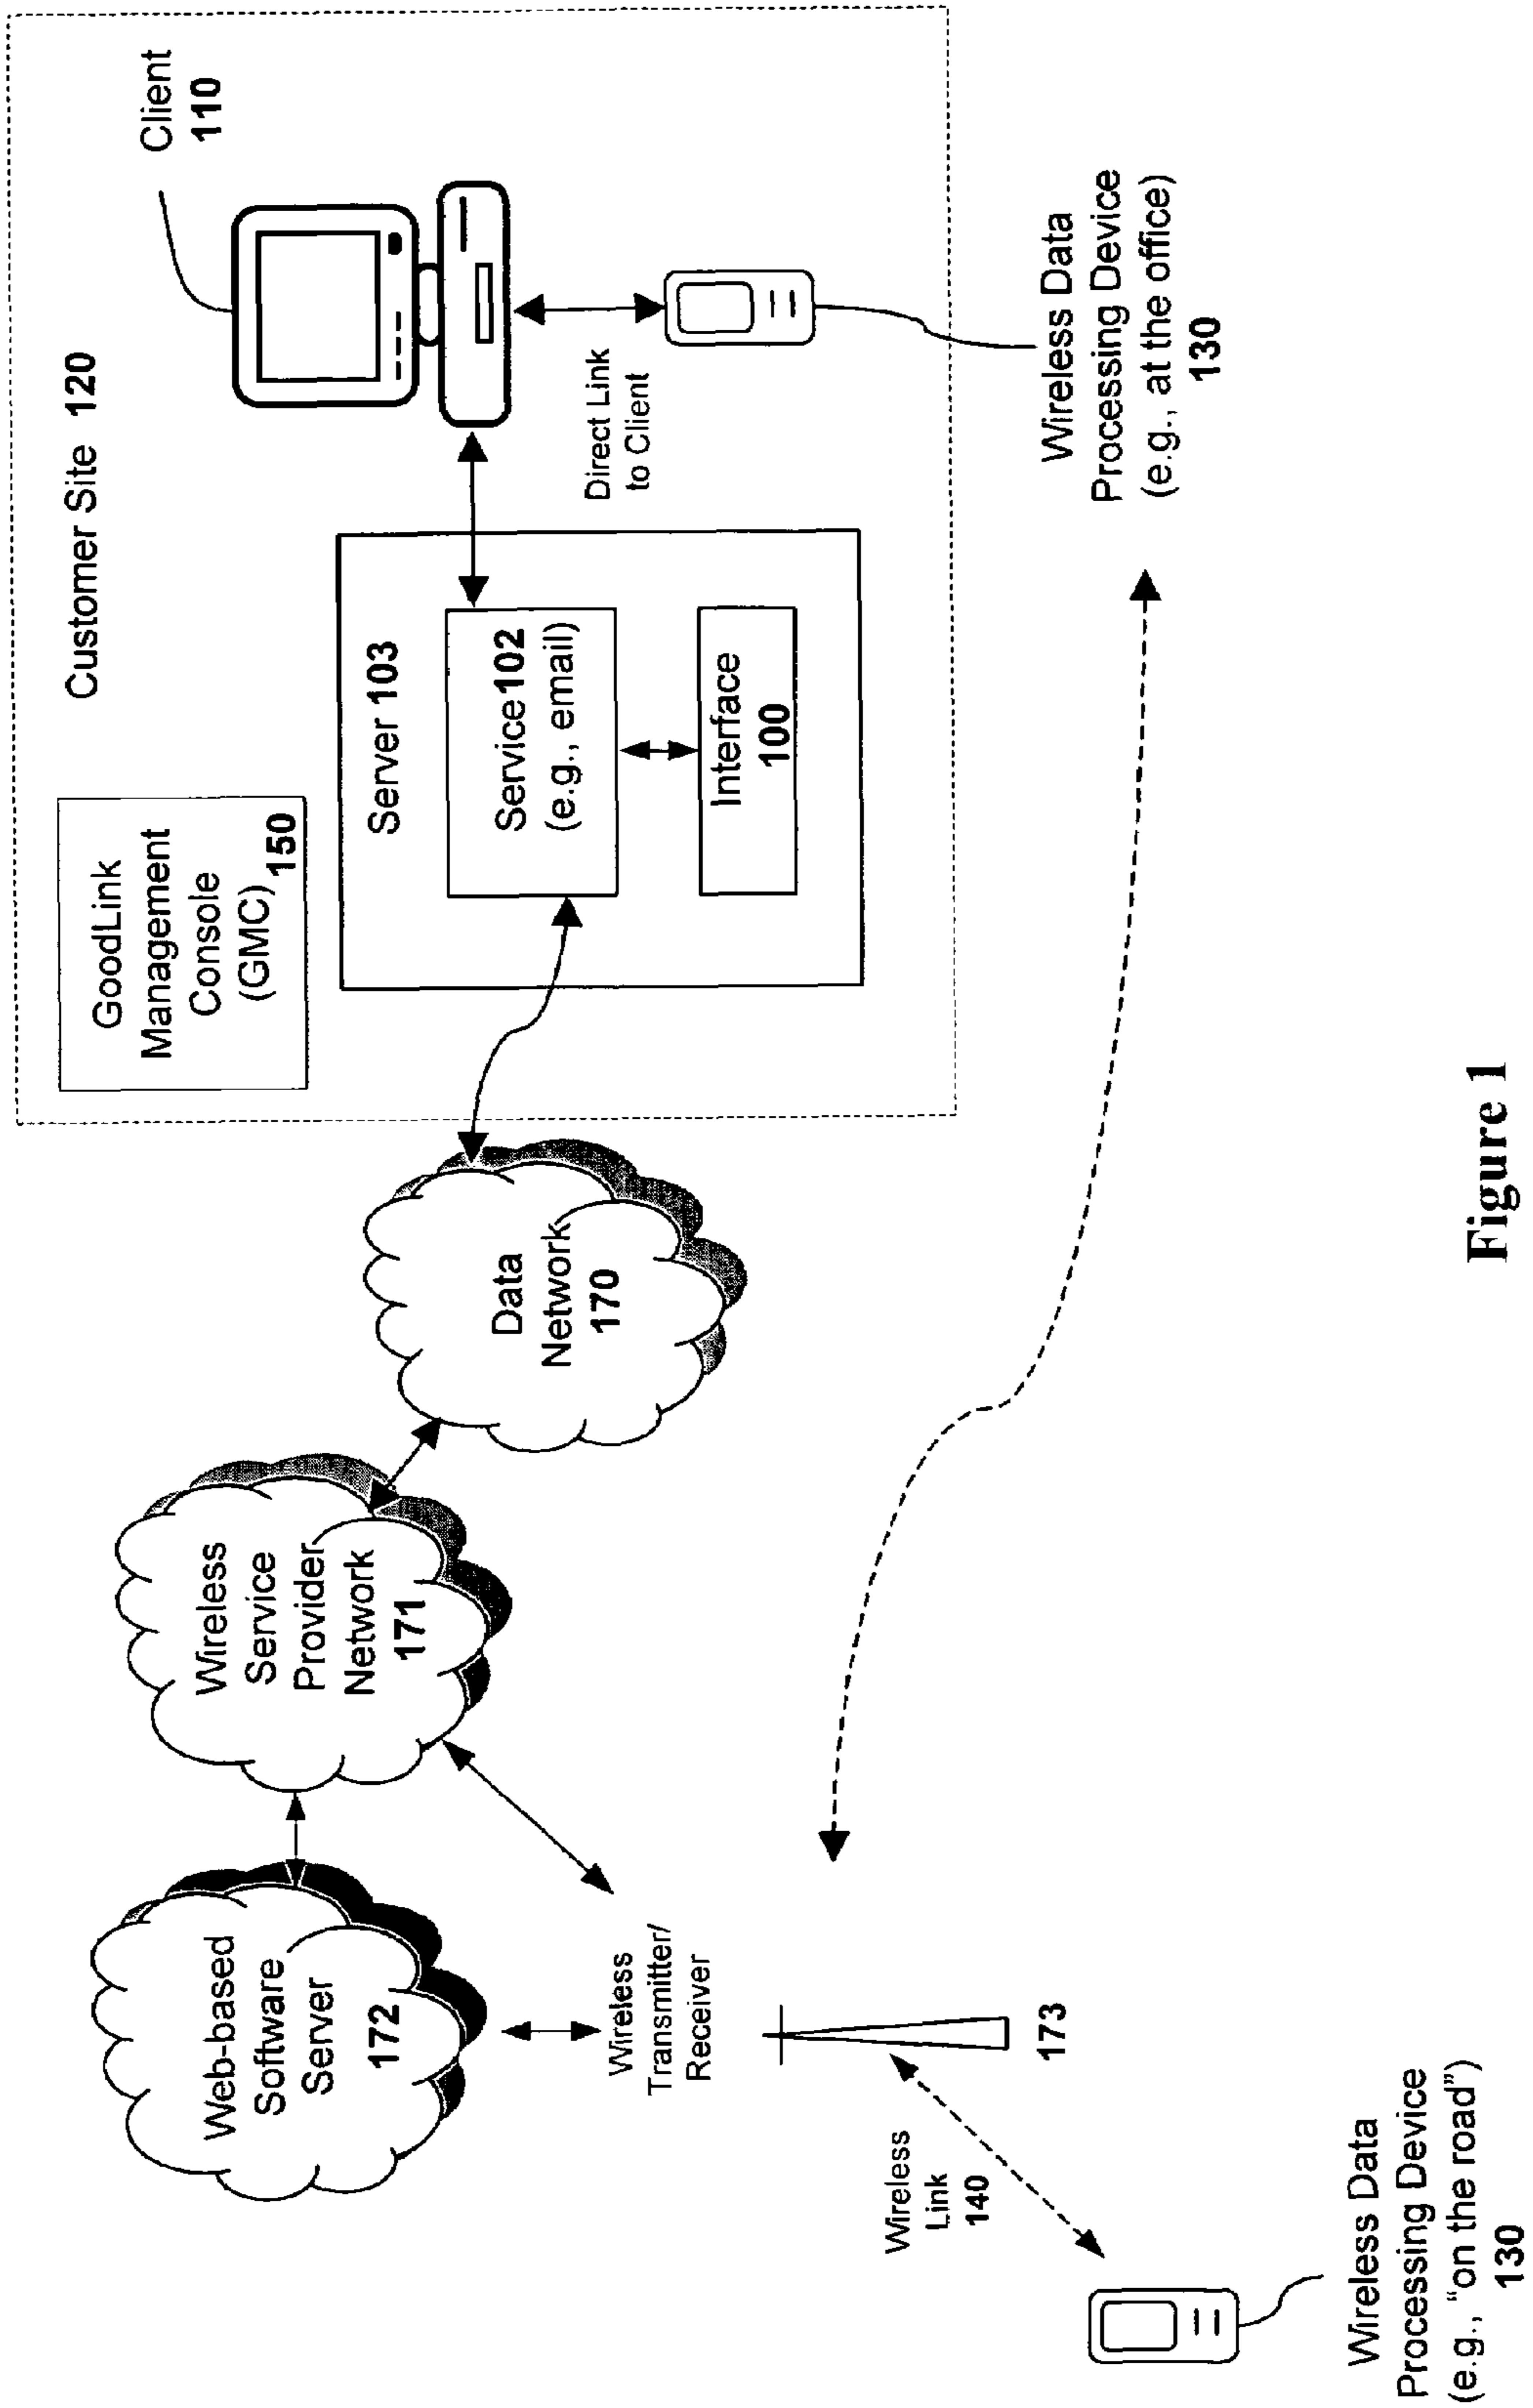 Customer Site 120
Client
110
GoodLink
Management
Console
(GMC) 150
Server 103
Service 102
(e.g., email)
Interface
100
Direct Link
to Client
Wireless Data
Processing Device
(e.g., at the office)
130
Data
Network
170
Wireless
Service
Provider
Network
171
Web-based
Software
Server
172
Wireless
Transmitter/
Receiver
173
Wireless
Link
140
Wireless Data
Processing Device
(e.g., "on the road")
130
Figure 1